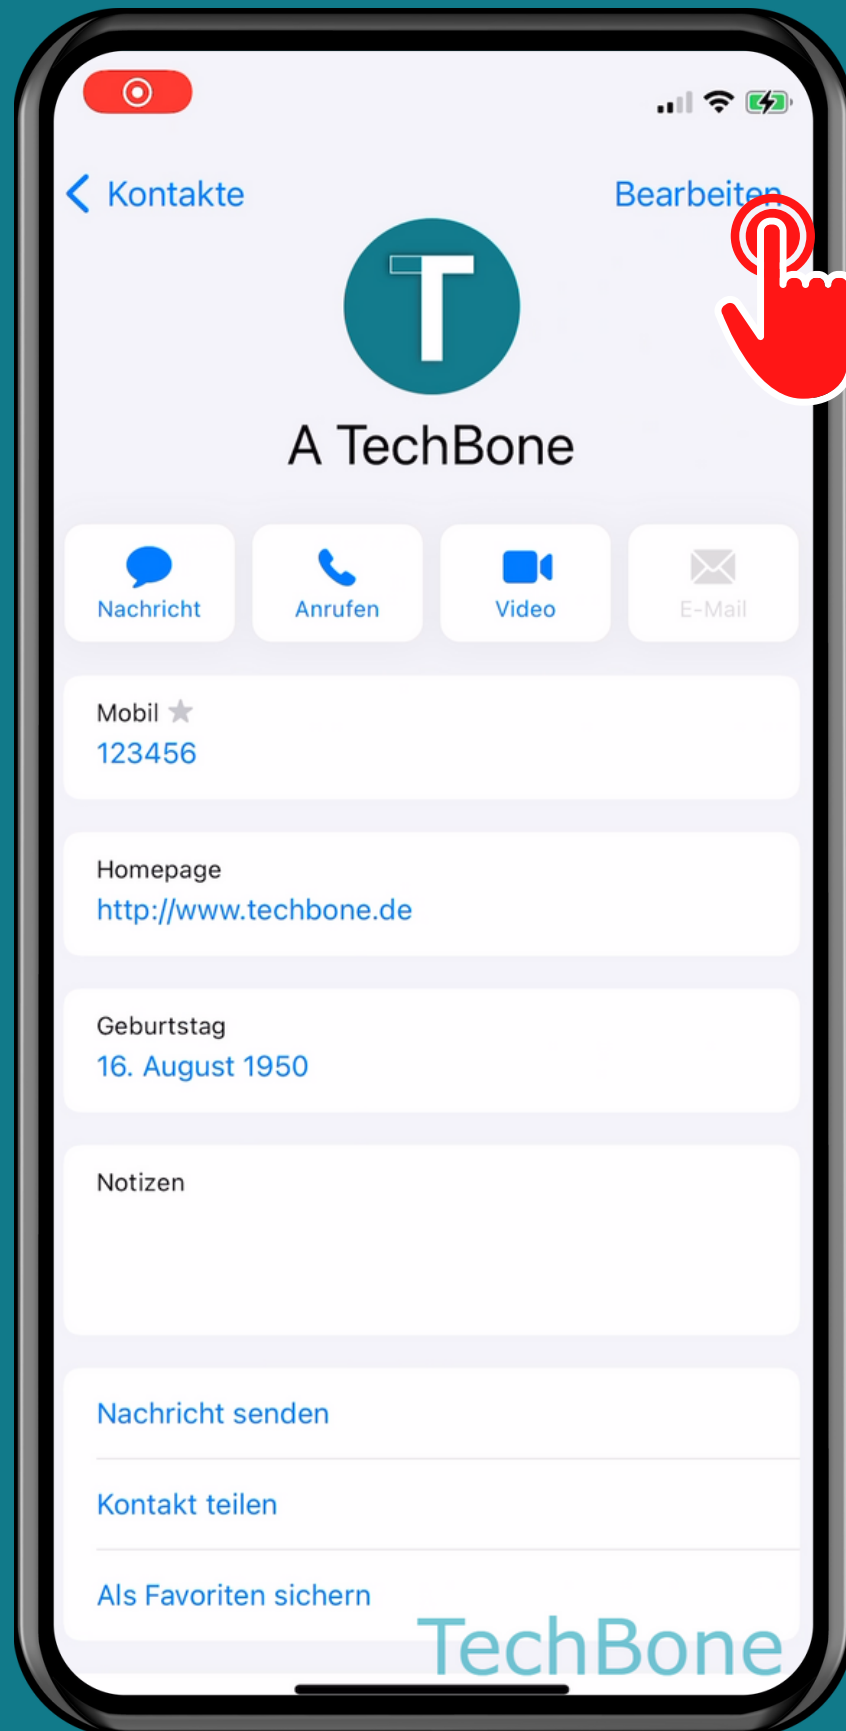 Kontakte
Bearbeiten
T
A TechBone
Nachricht
Anrufen
Video
E-Mail
Mobil
123456
Homepage
http://www.techbone.de
Geburtstag
16. August 1950
Notizen
Nachricht senden
Kontakt teilen
Als Favoriten sichern
TechBone